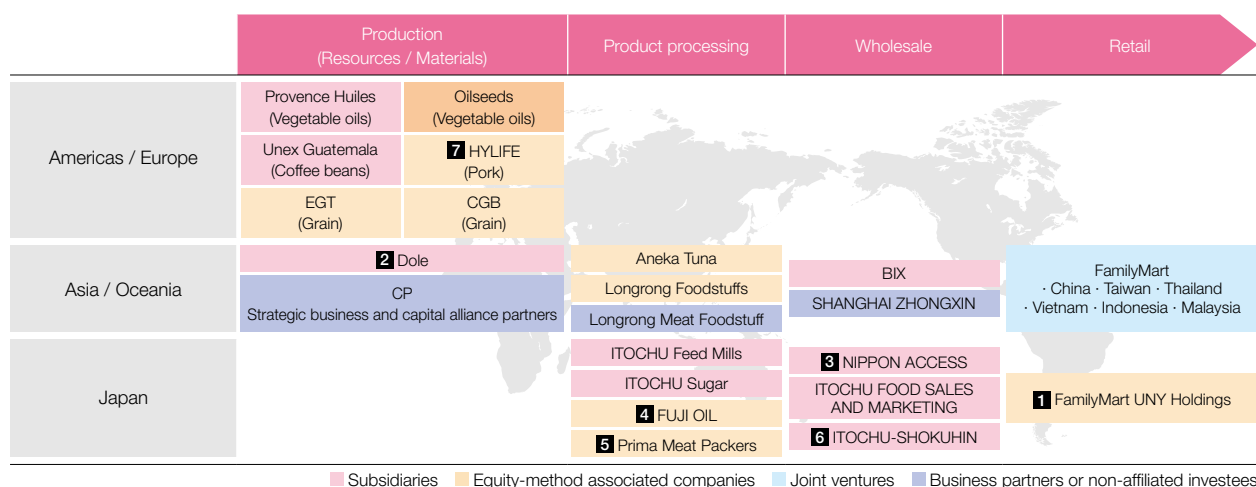 Production
(Resources / Materials)
Product processing
Wholesale
Retail
Americas / Europe
Provence Huiles
(Vegetable oils)
Oilseeds
(Vegetable oils)
Unex Guatemala
(Coffee beans)
7 HYLIFE
(Pork)
EGT
(Grain)
CGB
(Grain)
Asia / Oceania
2 Dole
CP
Strategic business and capital alliance partners
Aneka Tuna
Longrong Foodstuffs
Longrong Meat Foodstuff
BIX
SHANGHAI ZHONGXIN
FamilyMart
· China · Taiwan · Thailand
· Vietnam · Indonesia · Malaysia
Japan
ITOCHU Feed Mills
ITOCHU Sugar
4 FUJI OIL
5 Prima Meat Packers
3 NIPPON ACCESS
ITOCHU FOOD SALES
AND MARKETING
6 ITOCHU-SHOKUHIN
1 FamilyMart UNY Holdings
Subsidiaries
Equity-method associated companies
Joint ventures
Business partners or non-affiliated investees